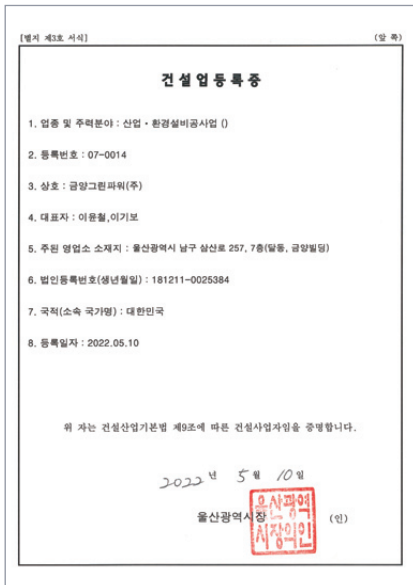 [별지 제3호 서식]
(앞 쪽)
건설업등록증
1. 업종 및 주력분야 : 산업・환경설비공사업 ()
2. 등록번호 : 07-0014
3. 상호 : 금양그린파워(주)
4. 대표자 : 이윤철,이기보
5. 주된 영업소 소재지 : 울산광역시 남구 삼산로 257, 7층(달동, 금양빌딩)
6. 법인등록번호(생년월일) : 181211-0025384
7. 국적(소속 국가명) : 대한민국
8. 등록일자 : 2022.05.10
위 자는 건설산업기본법 제9조에 따른 건설사업자임을 증명합니다.
2022 년 5 월 10 일
울산광역시장 (인)
울산광역
시장의인